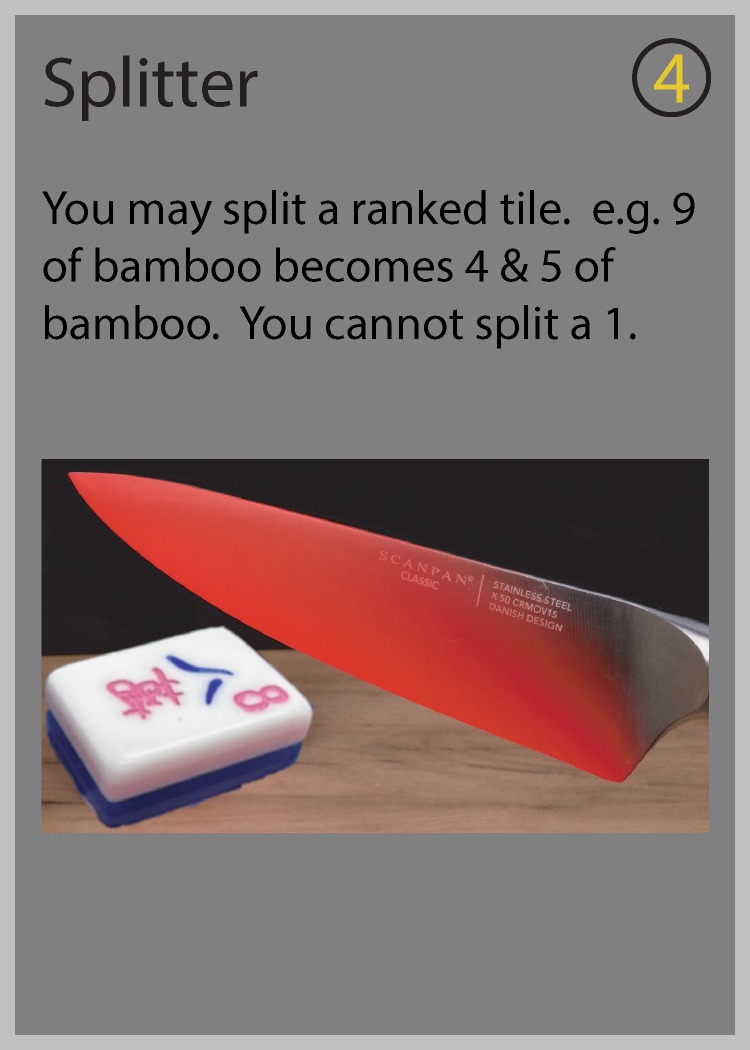 Splitter
4
You may split a ranked tile.  e.g. 9
of bamboo becomes 4 & 5 of
bamboo.  You cannot split a 1.
SCANPAN®
CLASSIC
STAINLESS STEEL
X 50 CRMOV15
DANISH DESIGN
八
8